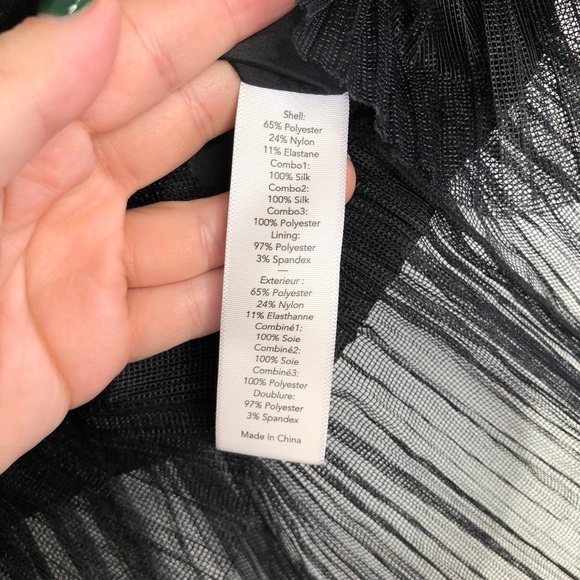 Shell:
65% Polyester
24% Nylon
11% Elastane
Combo1:
100% Silk
Combo2:
100% Silk
Combo3:
100% Polyester
Lining:
97% Polyester
3% Spandex
—
Exterieur :
65% Polyester
24% Nylon
11% Elasthanne
Combiné1:
100% Soie
Combiné2:
100% Soie
Combiné3:
100% Polyester
Doublure:
97% Polyester
3% Spandex
Made In China